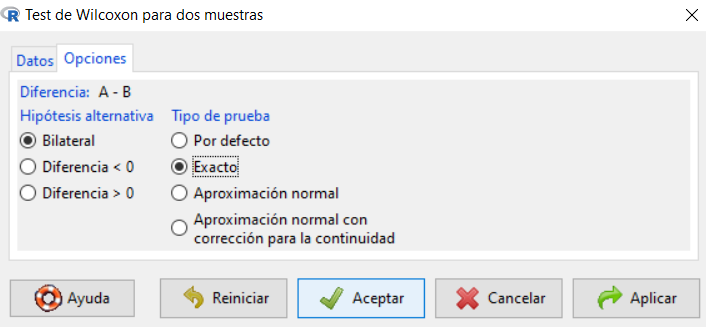 R Test de Wilcoxon para dos muestras
Datos Opciones
Diferencia: A - B
Hipótesis alternativa Tipo de prueba
Bilateral Por defecto
Diferencia < 0 Exacto
Diferencia > 0 Aproximación normal
Aproximación normal con
corrección para la continuidad
Ayuda Reiniciar Aceptar Cancelar Aplicar